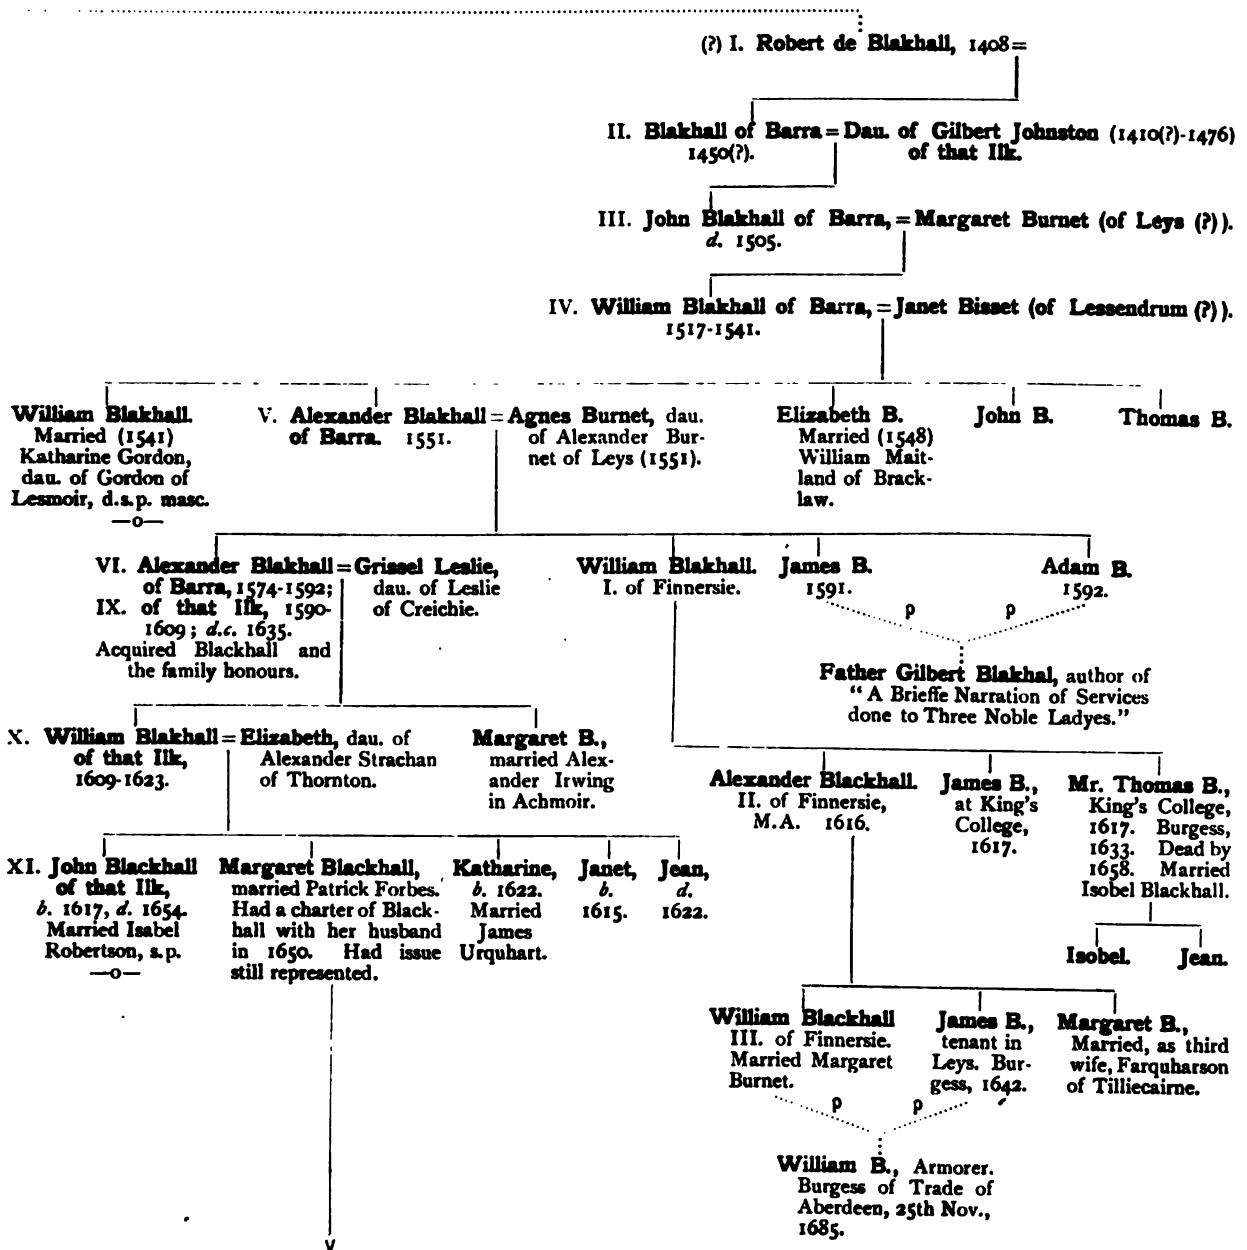 (?) I. Robert de Blakhall, 1408=
II. Blakhall of Barra = Dau. of Gilbert Johnston (1410(?)-1476)
1450(?). of that Ilk.
III. John Blakhall of Barra, = Margaret Burnet (of Leys (?)).
d. 1505.
IV. William Blakhall of Barra, = Janet Bisset (of Lessendrum (?)).
1517-1541.
William Blakhall.
Married (1541)
Katharine Gordon,
dau. of Gordon of
Lesmoir, d.s.p. masc.
—o—
V. Alexander Blakhall = Agnes Burnet, dau.
of Barra. 1551. of Alexander Bur-
net of Leys (1551).
Elizabeth B.
Married (1548)
William Mait-
land of Brack-
law.
John B.
Thomas B.
VI. Alexander Blakhall = Grissel Leslie,
of Barra, 1574-1592; dau. of Leslie
IX. of that Ilk, 1590- of Creichie.
1609; d.c. 1635.
Acquired Blackhall and
the family honours.
William Blakhall.
I. of Finnersie.
James B.
1591.
Adam B.
1592.
p p
Father Gilbert Blakhal, author of
"A Brieffe Narration of Services
done to Three Noble Ladyes."
X. William Blakhall = Elizabeth, dau. of
of that Ilk, Alexander Strachan
1609-1623. of Thornton.
Margaret B.,
married Alex-
ander Irwing
in Achmoir.
Alexander Blackhall.
II. of Finnersie,
M.A. 1616.
James B.,
at King's
College,
1617.
Mr. Thomas B.,
King's College,
1617. Burgess,
1633. Dead by
1658. Married
Isobel Blackhall.
Isobel. Jean.
XI. John Blackhall
of that Ilk,
b. 1617, d. 1654.
Married Isabel
Robertson, s.p.
—o—
Margaret Blackhall,
married Patrick Forbes.
Had a charter of Black-
hall with her husband
in 1650. Had issue
still represented.
Katharine,
b. 1622.
Married
James
Urquhart.
Janet,
b.
1615.
Jean,
d.
1622.
William Blackhall
III. of Finnersie.
Married Margaret
Burnet.
James B.,
tenant in
Leys. Bur-
gess, 1642.
Margaret B.,
Married, as third
wife, Farquharson
of Tilliecairne.
p p
William B., Armorer.
Burgess of Trade of
Aberdeen, 25th Nov.,
1685.